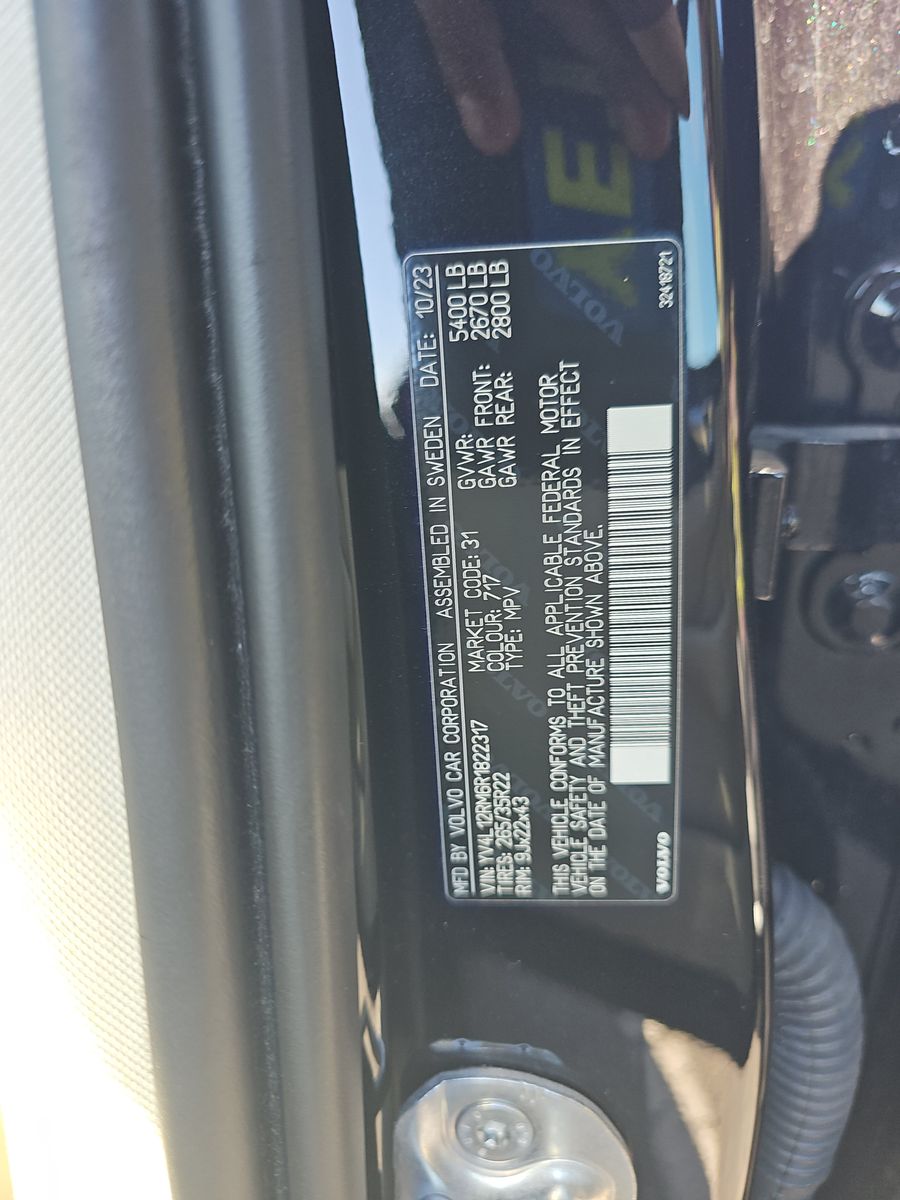 MFD BY VOLVO CAR CORPORATION ASSEMBLED IN SWEDEN DATE: 10/23
VIN: YV4L12RM6R1822317 MARKET CODE: 31 GVWR: 5400 LB
TIRES: 265/35R22 COLOUR: 717 GAWR FRONT: 2670 LB
RIM: 9Jx22x43 TYPE: MPV GAWR REAR: 2800 LB
THIS VEHICLE CONFORMS TO ALL APPLICABLE FEDERAL MOTOR
VEHICLE SAFETY AND THEFT PREVENTION STANDARDS IN EFFECT
ON THE DATE OF MANUFACTURE SHOWN ABOVE.
VOLVO
32418721